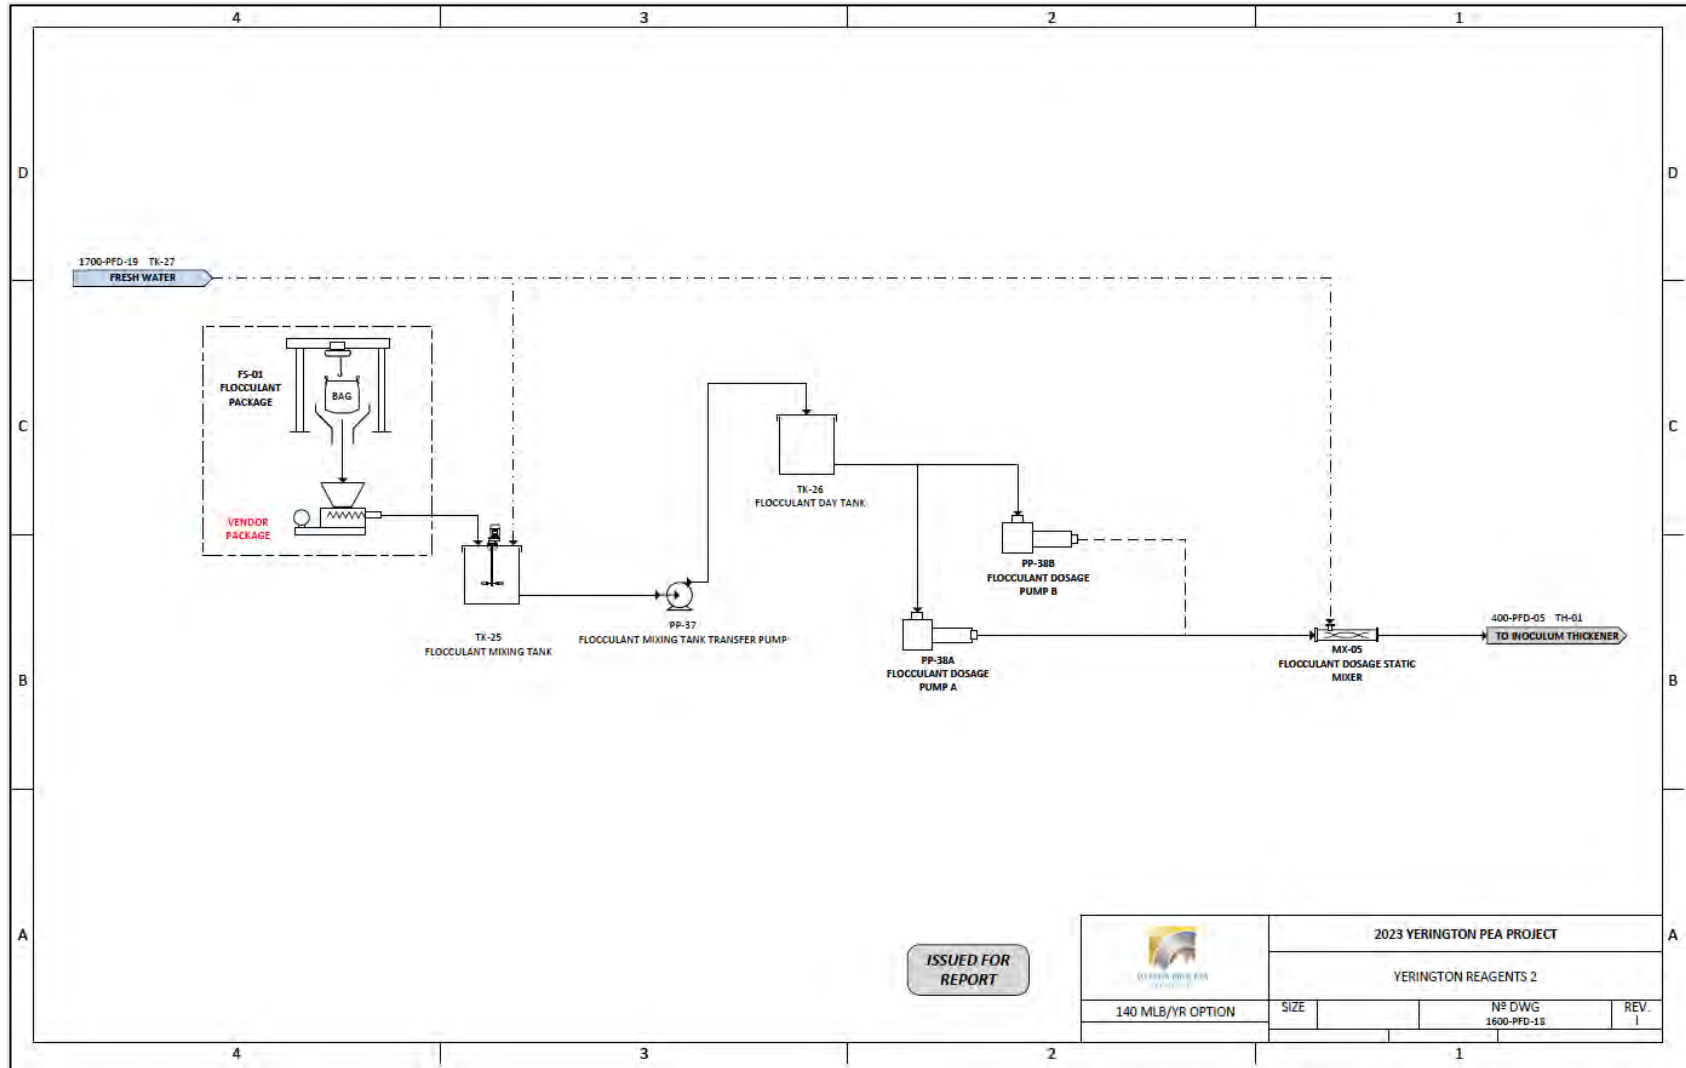 4 3 2 1
D D
1700-PFD-19 TK-27
FRESH WATER
FS-01
FLOCCULANT
PACKAGE
BAG
C C
TK-26
FLOCCULANT DAY TANK
VENDOR
PACKAGE
PP-38B
FLOCCULANT DOSAGE
PUMP B
400-PFD-05 TH-01
TO INOCULUM THICKENER
TK-25
FLOCCULANT MIXING TANK
PP-37
FLOCCULANT MIXING TANK TRANSFER PUMP
MX-05
FLOCCULANT DOSAGE STATIC
MIXER
PP-38A
FLOCCULANT DOSAGE
PUMP A
B B
A A
ISSUED FOR
REPORT
2023 YERINGTON PEA PROJECT
YERINGTON REAGENTS 2
140 MLB/YR OPTION
SIZE
Nº DWG
1600-PFD-18
REV.
I
4 3 2 1